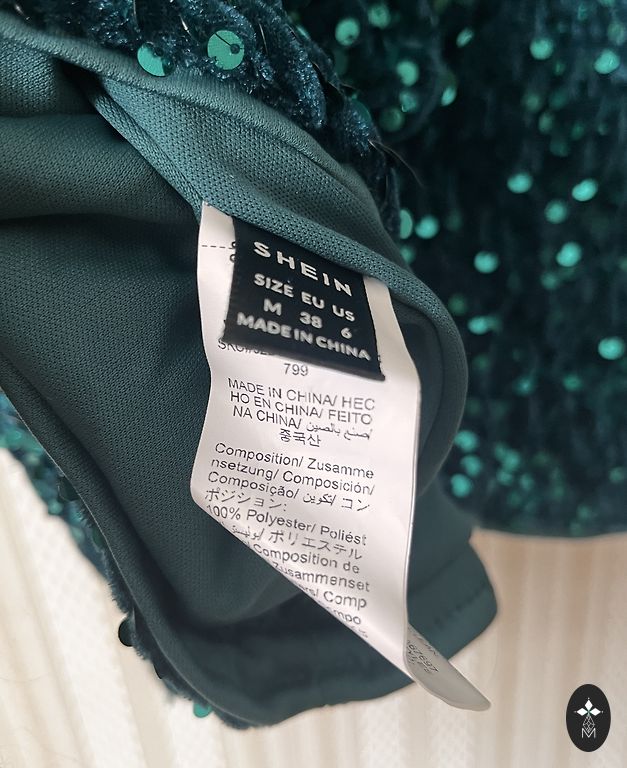 SHEIN
SIZE EU US
M 38 6
MADE IN CHINA
799
MADE IN CHINA/ HEC
HO EN CHINA/ FEITO
NA CHINA/ صنع بالصين/
중국산
Composition/ Zusamme
nsetzung/ Composición/
Composição/ تكوين/ コン
ポジション:
100% Polyester/ Poliést
ポリエステル
Composition de
Zusammenset
Comp
M